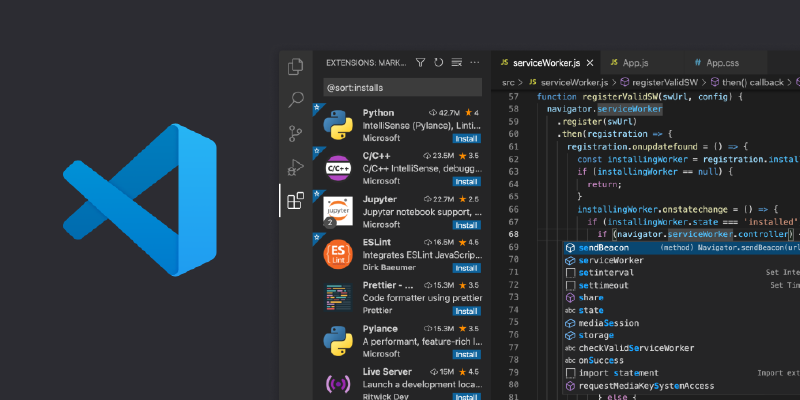 EXTENSIONS: MARK...
@sort:installs
Python 42.7M 4
IntelliSense (Pylance), Linti...
Microsoft Install
C/C++ 23.5M 3.5
C/C++ IntelliSense, debugg...
Microsoft Install
Jupyter 22.7M 2.5
Jupyter notebook support, ...
2 Microsoft Install
ESLint 16.5M 4.5
Integrates ESLint JavaScrip...
Dirk Baeumer Install
Prettier - ... 15.3M 3.5
Code formatter using prettier
Prettier Install
Pylance 15.3M 3.5
A performant, feature-rich l...
Microsoft Install
Live Server 15M 4.5
Launch a development loca...
Ritwick Dey Install
JS serviceWorker.js JS App.js # App.css
src > JS serviceWorker.js > registerValidSW > then() callback >
57 function registerValidSW(swUrl, config) {
58 navigator.serviceWorker
59 .register(swUrl)
60 .then(registration => {
61 registration.onupdatefound = () => {
62 const installingWorker = registration.install
63 if (installingWorker == null) {
64 return;
65 }
66 installingWorker.onstatechange = () => {
67 if (installingWorker.state === 'installed'
68 if (navigator.serviceWorker.controller) {
69 sendBeacon (method) Navigator.sendBeacon(url
70 serviceWorker
71 setinterval Set Inte
72 settimeout Set Tim
73 share
74 abc state
75 mediaSession
76 storage
77 abc checkValidServiceWorker
78 abc onSuccess
79 import statement Import ext
80 requestMediaKeySystemAccess
81 } else {